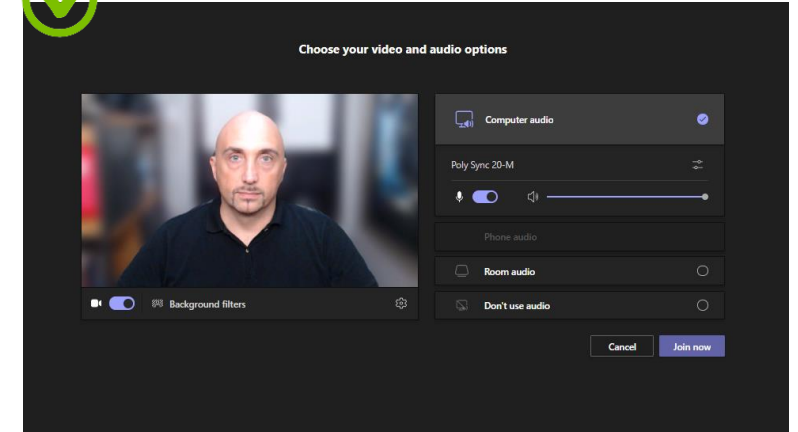 Choose your video and audio options
Computer audio
Poly Sync 20-M
Phone audio
Room audio
Background filters
Don't use audio
Cancel
Join now